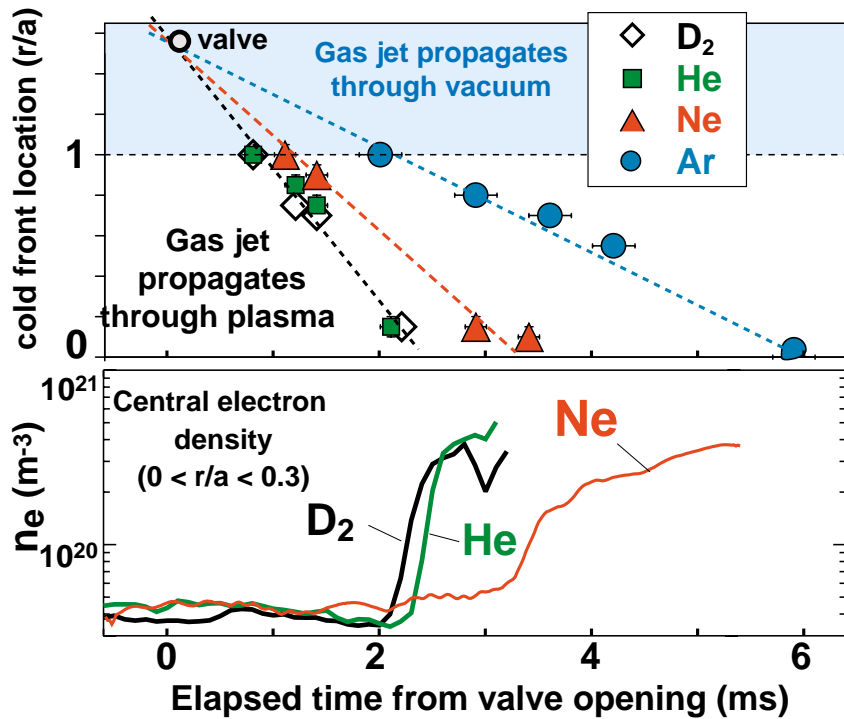 valve
Gas jet propagates
through vacuum
D2
He
Ne
Ar
cold front location (r/a)
1
0
Gas jet
propagates
through plasma
10^21
10^20
ne (m-3)
Central electron
density
(0 < r/a < 0.3)
D2
He
Ne
0 2 4 6
Elapsed time from valve opening (ms)